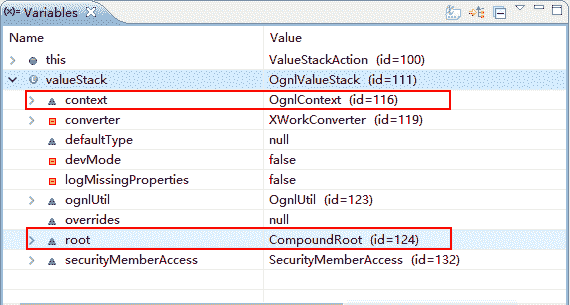 (x)= Variables
Name Value
this ValueStackAction (id=100)
valueStack OgnlValueStack (id=111)
context OgnlContext (id=116)
converter XWorkConverter (id=119)
defaultType null
devMode false
logMissingProperties false
ognlUtil OgnlUtil (id=123)
overrides null
root CompoundRoot (id=124)
securityMemberAccess SecurityMemberAccess (id=132)